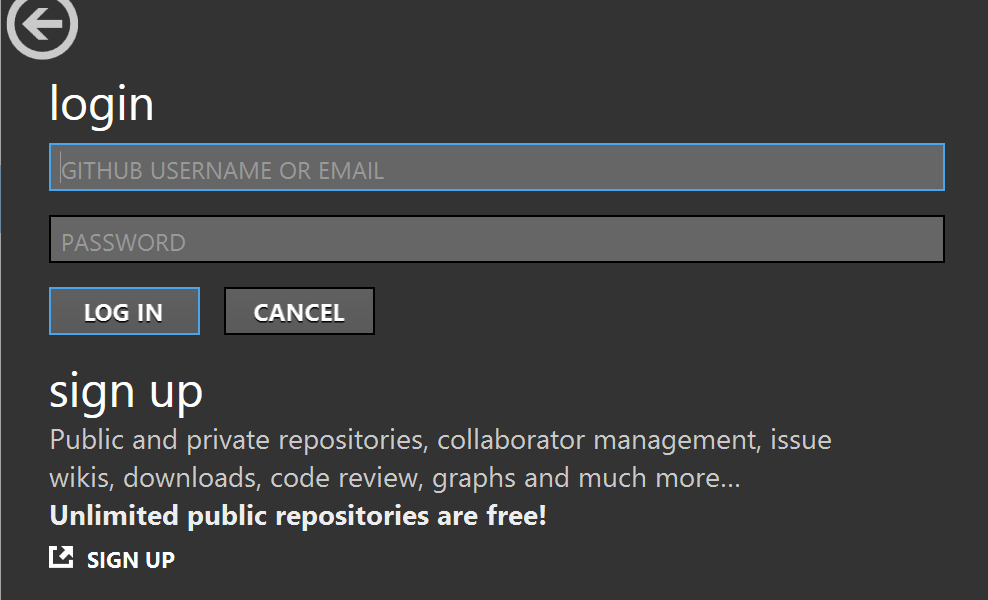 login
GITHUB USERNAME OR EMAIL
PASSWORD
LOG IN
CANCEL
sign up
Public and private repositories, collaborator management, issue
wikis, downloads, code review, graphs and much more...
Unlimited public repositories are free!
SIGN UP